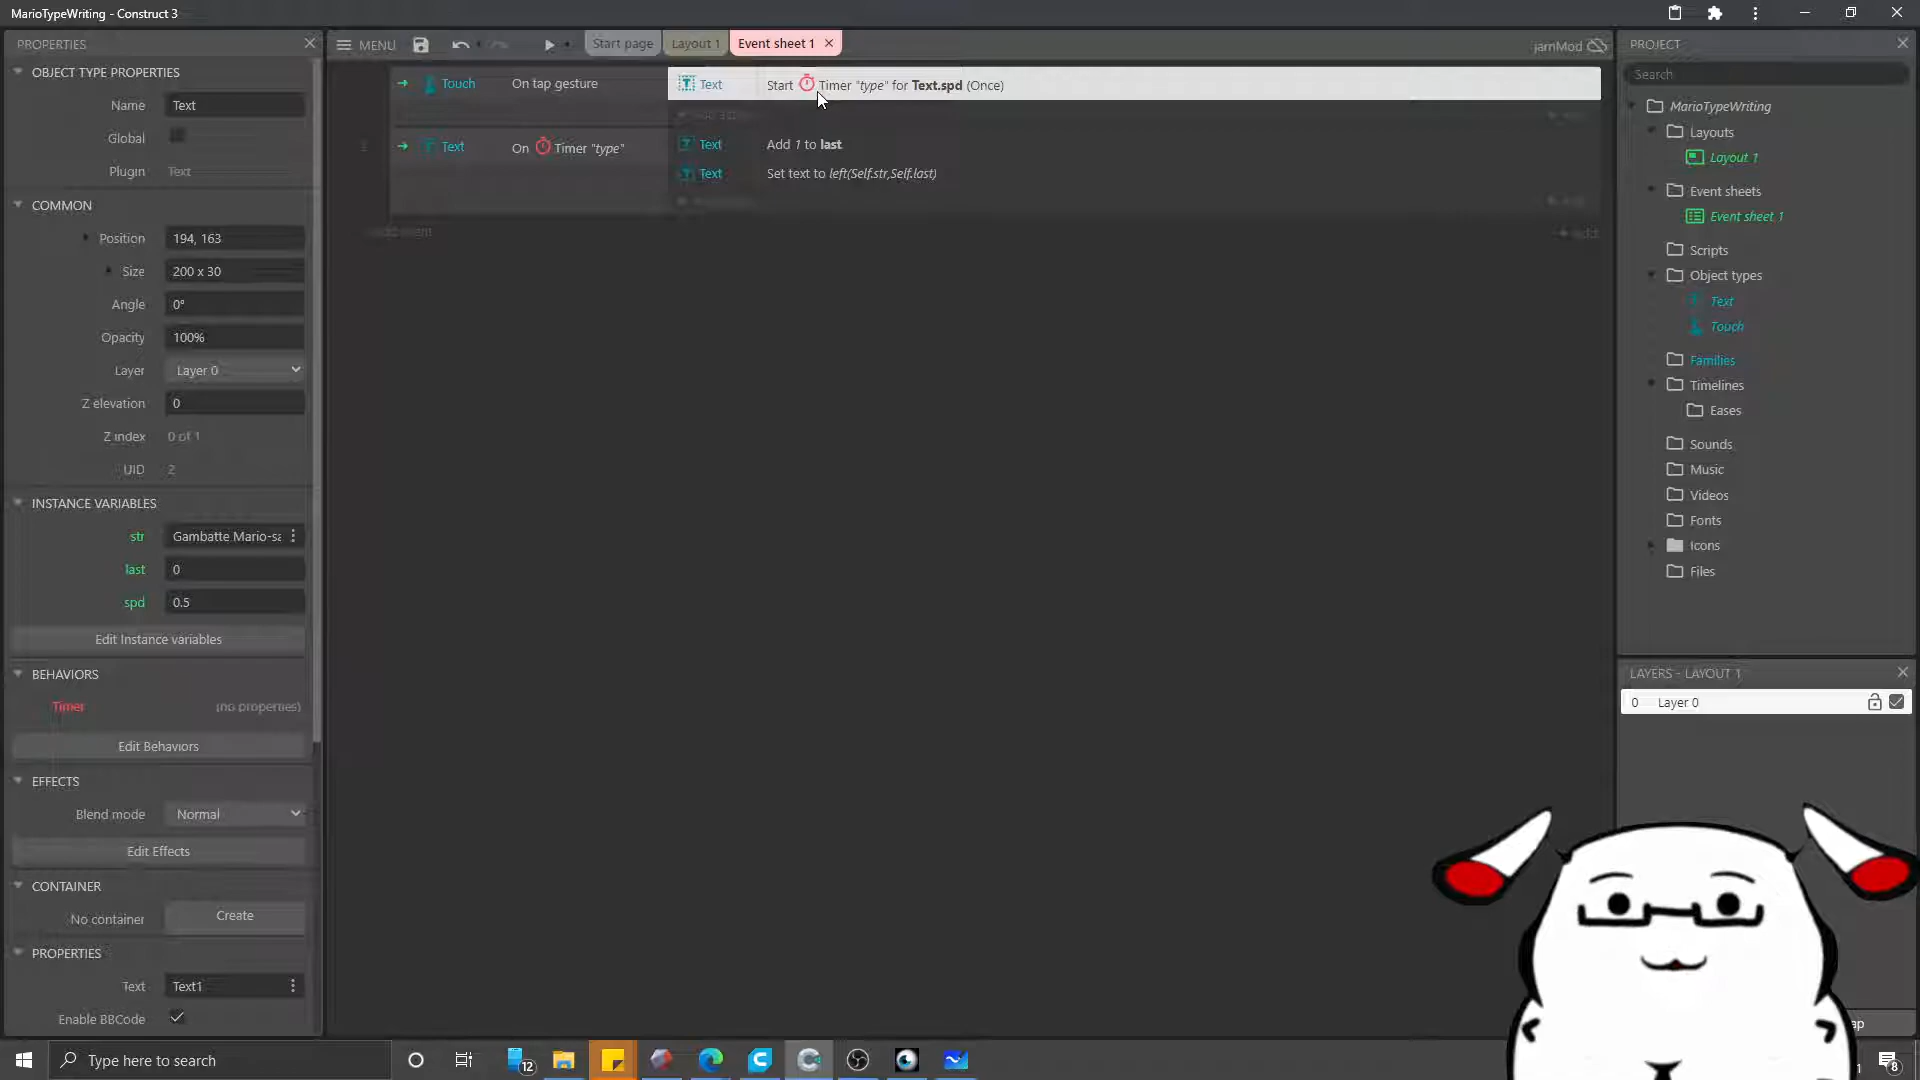 MarioTypeWriting - Construct 3
PROPERTIES
MENU
Start page
Layout 1
Event sheet 1
jamMod
PROJECT
OBJECT TYPE PROPERTIES
Name Text
Global
Plugin Text
COMMON
Position 194, 163
Size 200 x 30
Angle 0°
Opacity 100%
Layer Layer 0
Z elevation 0
Z index 0 of 1
UID 2
INSTANCE VARIABLES
str Gambatte Mario-sa
last 0
spd 0.5
Edit Instance variables
BEHAVIORS
Timer (no properties)
Edit Behaviors
EFFECTS
Blend mode Normal
Edit Effects
CONTAINER
No container Create
PROPERTIES
Text Text1
Enable BBCode
Touch On tap gesture
Text Start Timer "type" for Text.spd (Once)
Text On Timer "type"
Text Add 1 to last
Text Set text to left(Self.str,Self.last)
Search
MarioTypeWriting
Layouts
Layout 1
Event sheets
Event sheet 1
Scripts
Object types
Text
Touch
Families
Timelines
Eases
Sounds
Music
Videos
Fonts
Icons
Files
LAYERS - LAYOUT 1
0 Layer 0
Type here to search
12
8